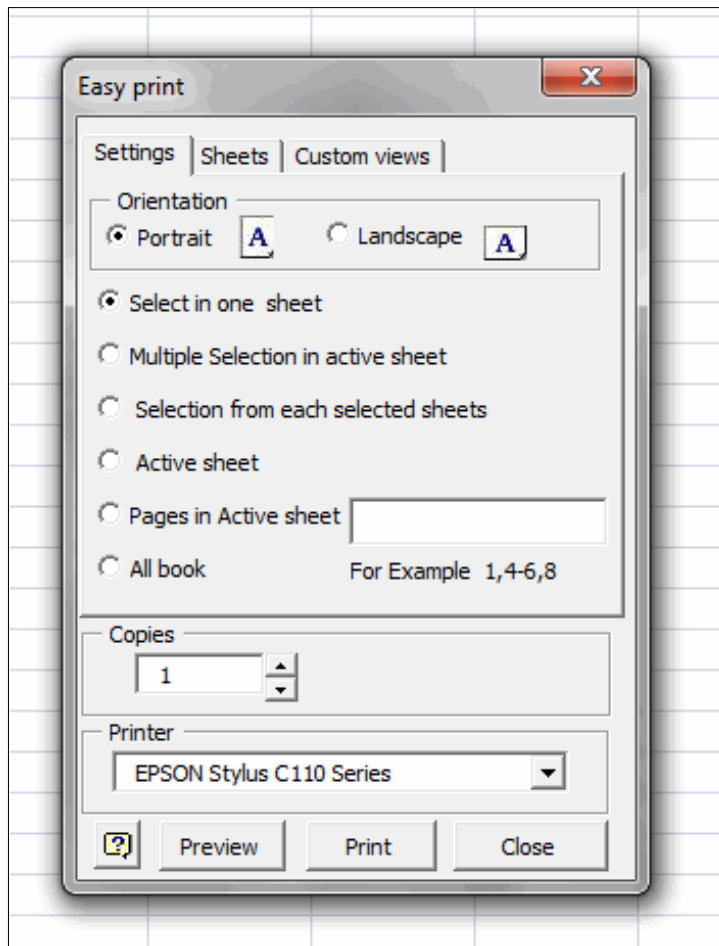 Easy print
Settings Sheets Custom views
Orientation
Portrait A Landscape A
Select in one sheet
Multiple Selection in active sheet
Selection from each selected sheets
Active sheet
Pages in Active sheet
All book For Example 1,4-6,8
Copies
1
Printer
EPSON Stylus C110 Series
? Preview Print Close